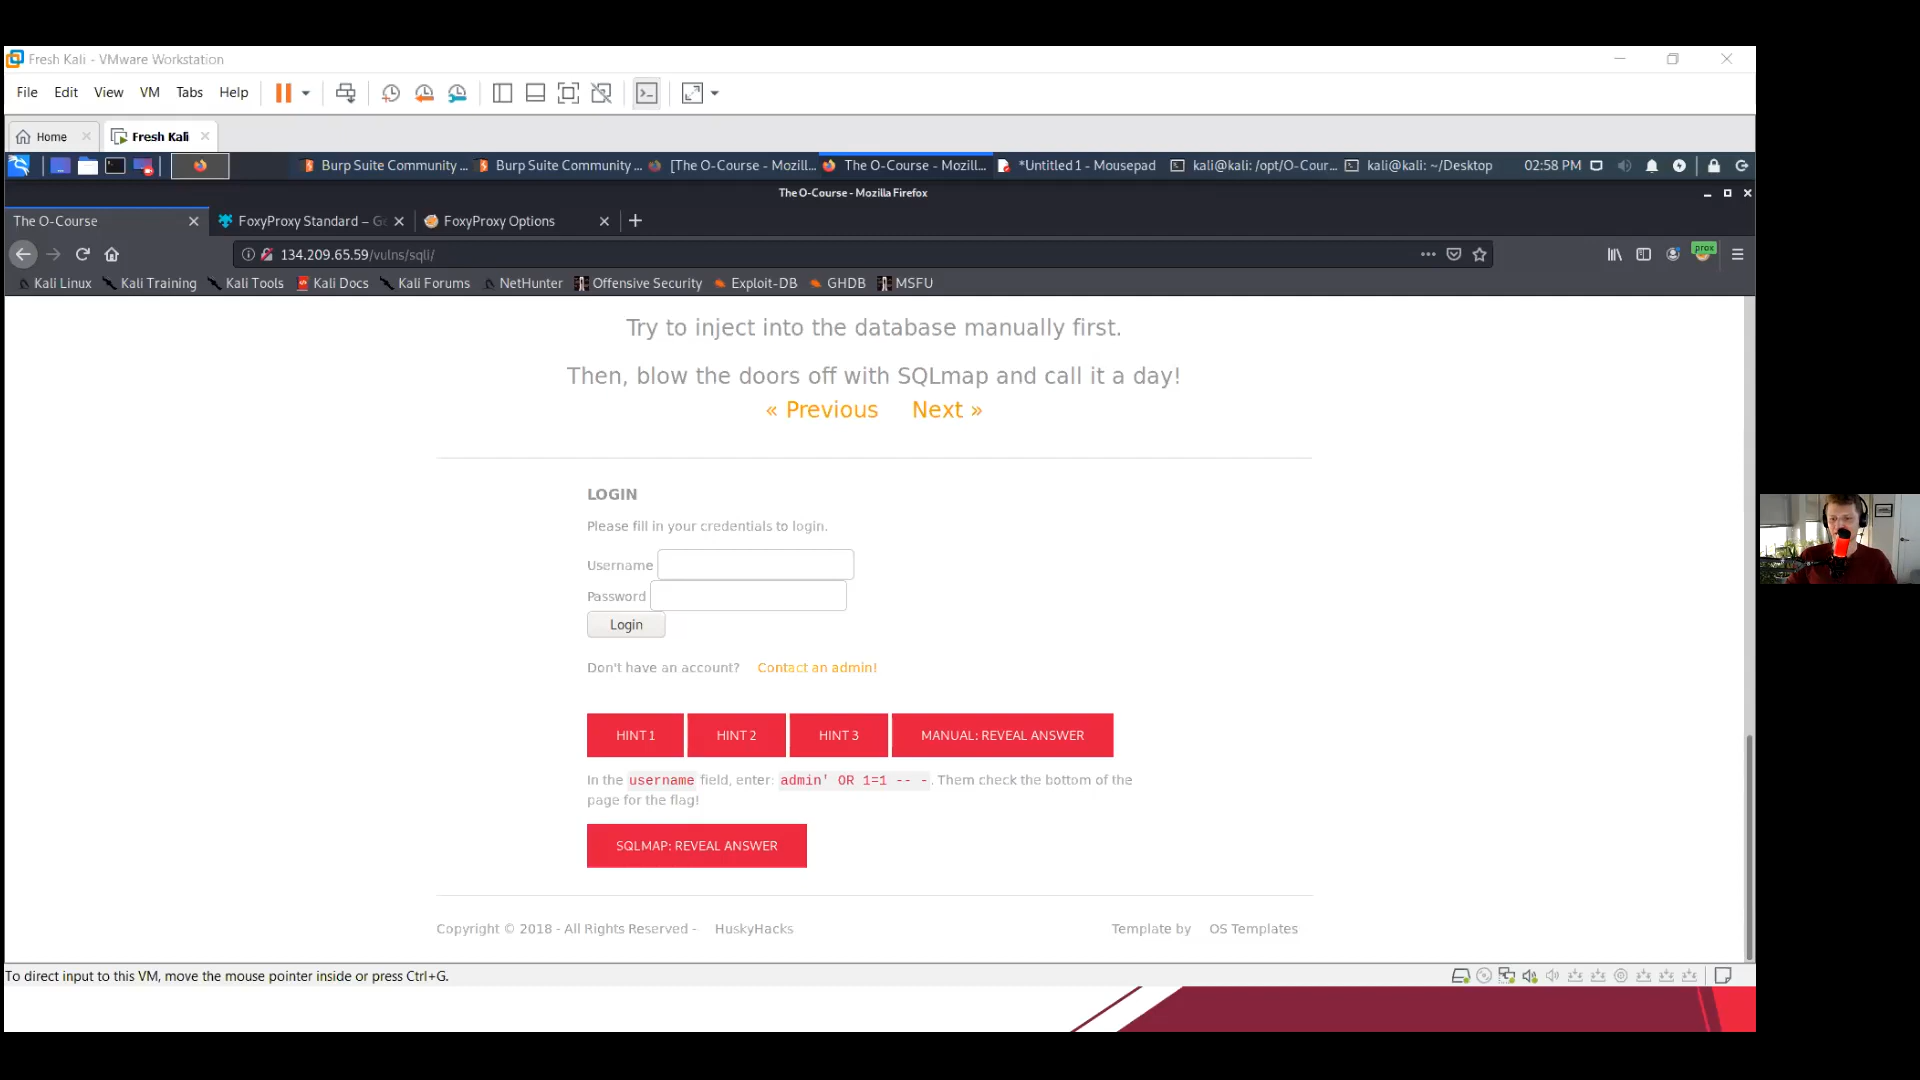 Fresh Kali - VMware Workstation
File Edit View VM Tabs Help
Home Fresh Kali
Burp Suite Community ... Burp Suite Community ... [The O-Course - Mozill... The O-Course - Mozill... *Untitled 1 - Mousepad kali@kali: /opt/O-Cour... kali@kali: ~/Desktop 02:58 PM
The O-Course - Mozilla Firefox
The O-Course FoxyProxy Standard – Ge FoxyProxy Options
134.209.65.59/vulns/sqli/ prox
Kali Linux Kali Training Kali Tools Kali Docs Kali Forums NetHunter Offensive Security Exploit-DB GHDB MSFU
Try to inject into the database manually first.
Then, blow the doors off with SQLmap and call it a day!
« Previous Next »
LOGIN
Please fill in your credentials to login.
Username
Password
Login
Don't have an account? Contact an admin!
HINT 1 HINT 2 HINT 3 MANUAL: REVEAL ANSWER
In the username field, enter: admin' OR 1=1 -- -. Them check the bottom of the
page for the flag!
SQLMAP: REVEAL ANSWER
Copyright © 2018 - All Rights Reserved - HuskyHacks Template by OS Templates
To direct input to this VM, move the mouse pointer inside or press Ctrl+G.